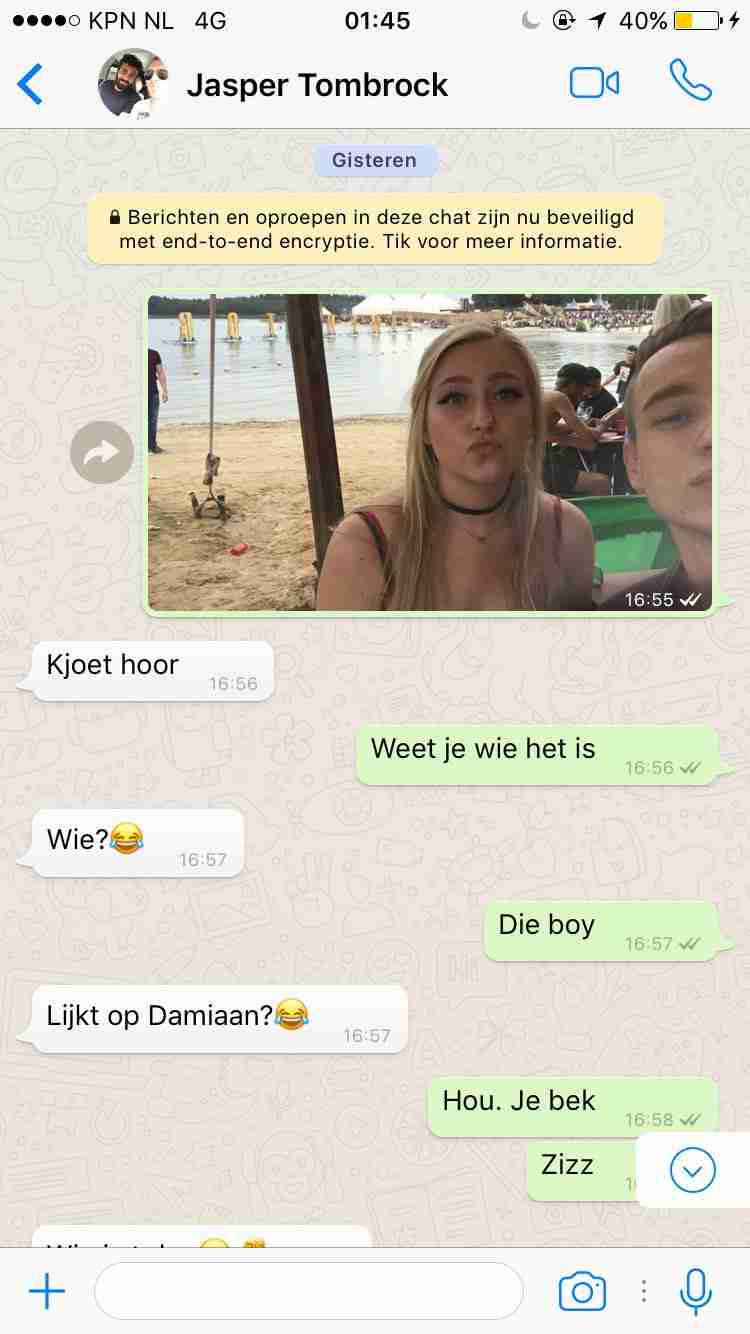 KPN NL 4G 01:45 40%
Jasper Tombrock
Gisteren
Berichten en oproepen in deze chat zijn nu beveiligd
met end-to-end encryptie. Tik voor meer informatie.
16:55
Kjoet hoor
16:56
Weet je wie het is
16:56
Wie?😂
16:57
Die boy
16:57
Lijkt op Damiaan?😂
16:57
Hou. Je bek
16:58
Zizz